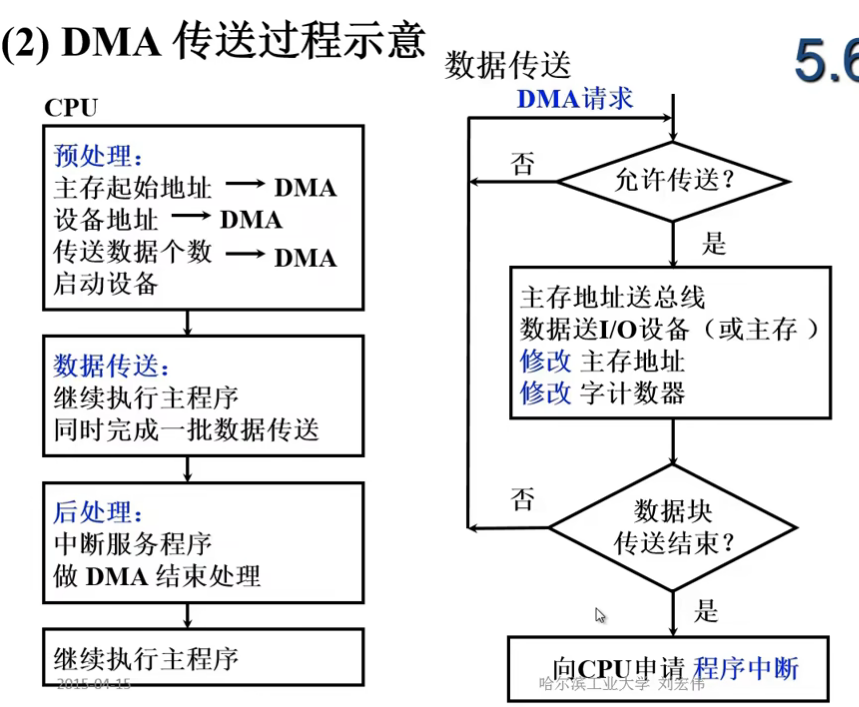 (2) DMA 传送过程示意
CPU
预处理：
主存起始地址 → DMA
设备地址 → DMA
传送数据个数 → DMA
启动设备
数据传送：
继续执行主程序
同时完成一批数据传送
后处理：
中断服务程序
做 DMA 结束处理
继续执行主程序
2015-04-15
数据传送
5.6
DMA请求
允许传送？
否
是
主存地址送总线
数据送I/O设备（或主存 ）
修改 主存地址
修改 字计数器
数据块
传送结束？
否
是
向CPU申请 程序中断
哈尔滨工业大学 刘宏伟